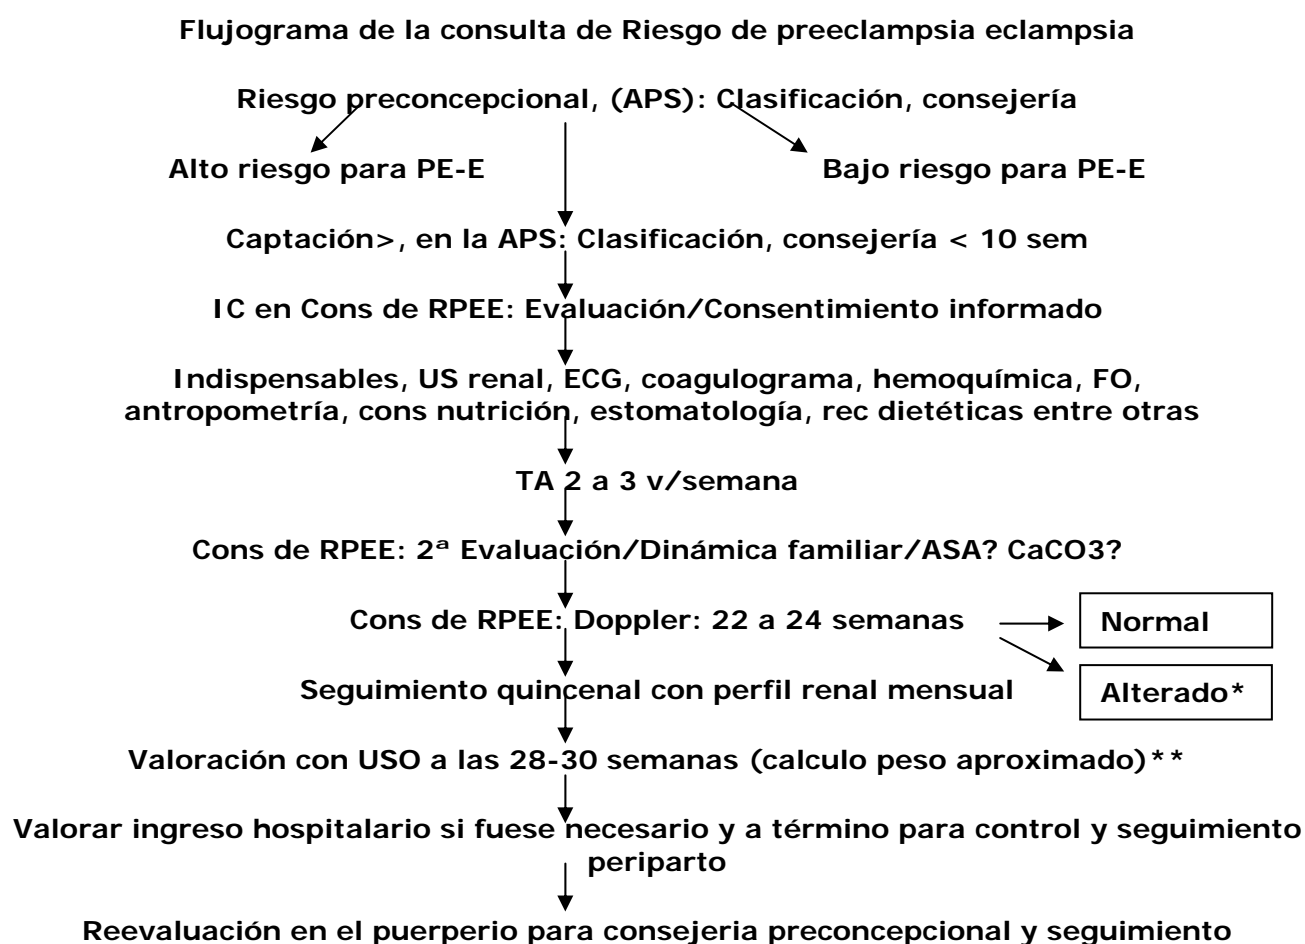 Flujograma de la consulta de Riesgo de preeclampsia eclampsia
Riesgo preconcepcional, (APS): Clasificación, consejería
Alto riesgo para PE-E
Bajo riesgo para PE-E
Captación>, en la APS: Clasificación, consejería < 10 sem
IC en Cons de RPEE: Evaluación/Consentimiento informado
Indispensables, US renal, ECG, coagulograma, hemoquímica, FO,
antropometría, cons nutrición, estomatología, rec dietéticas entre otras
TA 2 a 3 v/semana
Cons de RPEE: 2ª Evaluación/Dinámica familiar/ASA? CaCO3?
Cons de RPEE: Doppler: 22 a 24 semanas
Normal
Seguimiento quincenal con perfil renal mensual
Alterado*
Valoración con USO a las 28-30 semanas (calculo peso aproximado)**
Valorar ingreso hospitalario si fuese necesario y a término para control y seguimiento
periparto
Reevaluación en el puerperio para consejeria preconcepcional y seguimiento